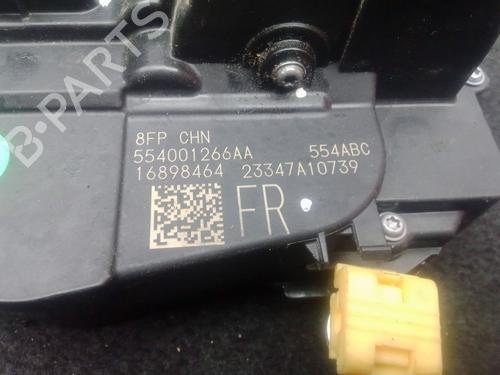 B-PARTS
8FP CHN
554001266AA 554ABC
16898464 23347A10739
FR